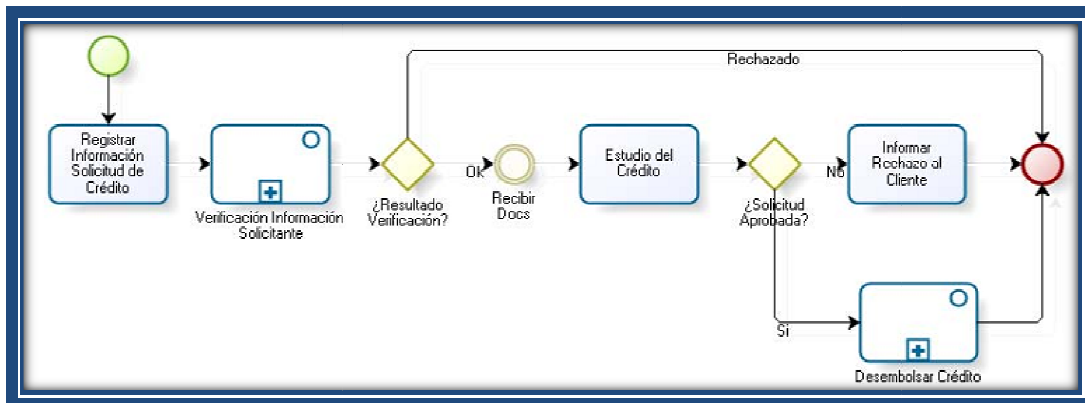 Rechazado
Registrar
Información
Solicitud de
Crédito
Verificación Información
Solicitante
¿Resultado
Verificación?
Ok
Recibir
Docs
Estudio del
Crédito
¿Solicitud
Aprobada?
No
Informar
Rechazo al
Cliente
Si
Desembolsar Crédito